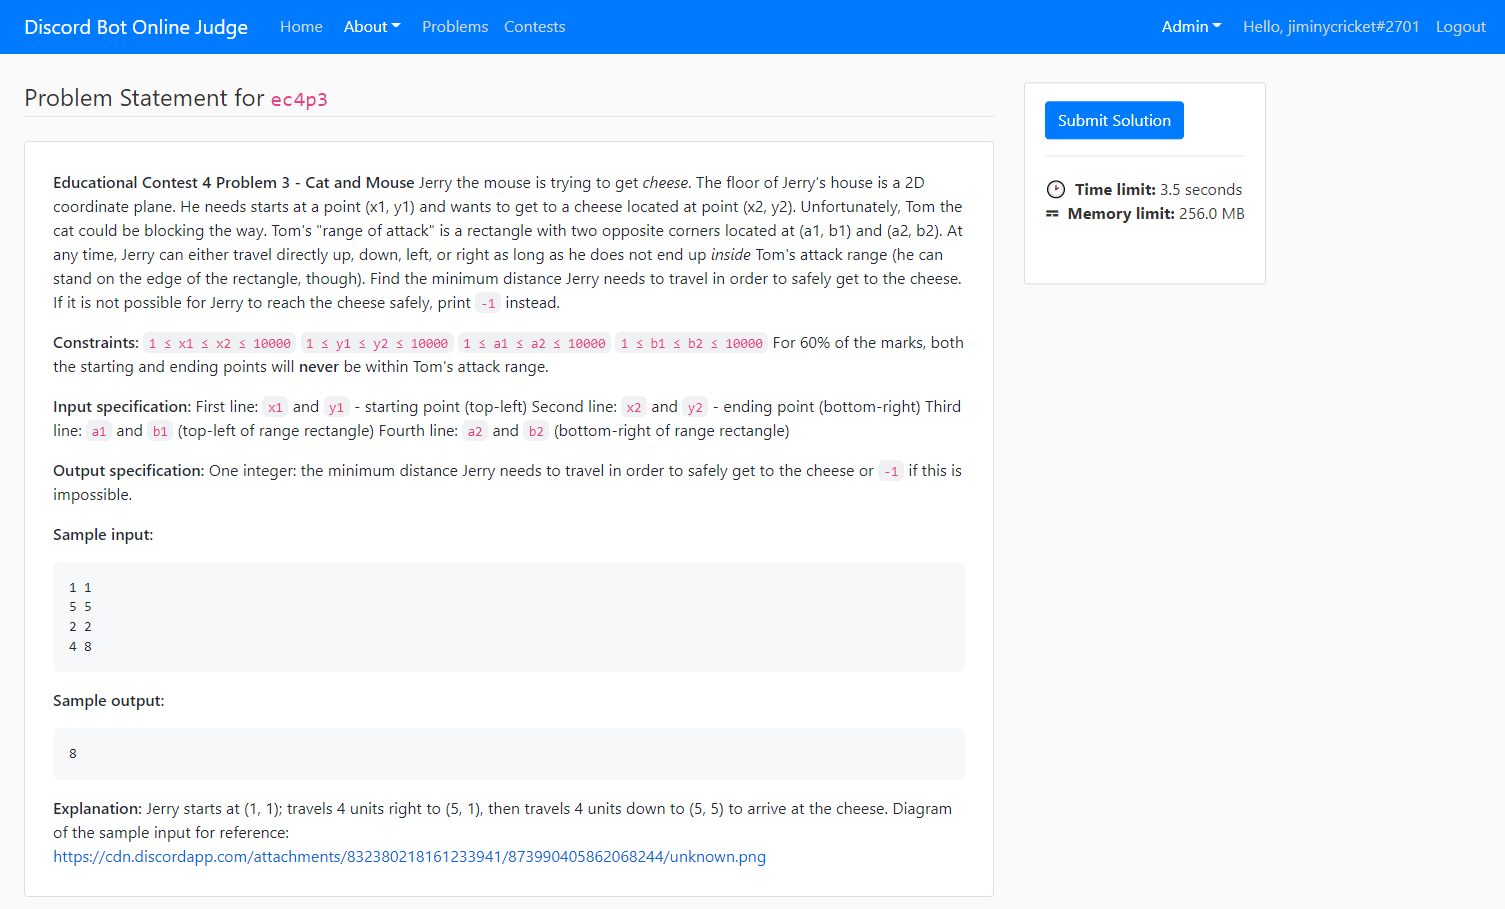 Discord Bot Online Judge Home About Problems Contests Admin Hello, jiminycricket#2701 Logout
Problem Statement for ec4p3
Submit Solution
Time limit: 3.5 seconds
Memory limit: 256.0 MB
Educational Contest 4 Problem 3 - Cat and Mouse Jerry the mouse is trying to get cheese. The floor of Jerry's house is a 2D
coordinate plane. He needs starts at a point (x1, y1) and wants to get to a cheese located at point (x2, y2). Unfortunately, Tom the
cat could be blocking the way. Tom's "range of attack" is a rectangle with two opposite corners located at (a1, b1) and (a2, b2). At
any time, Jerry can either travel directly up, down, left, or right as long as he does not end up inside Tom's attack range (he can
stand on the edge of the rectangle, though). Find the minimum distance Jerry needs to travel in order to safely get to the cheese.
If it is not possible for Jerry to reach the cheese safely, print -1 instead.
Constraints: 1 ≤ x1 ≤ x2 ≤ 10000 1 ≤ y1 ≤ y2 ≤ 10000 1 ≤ a1 ≤ a2 ≤ 10000 1 ≤ b1 ≤ b2 ≤ 10000 For 60% of the marks, both
the starting and ending points will never be within Tom's attack range.
Input specification: First line: x1 and y1 - starting point (top-left) Second line: x2 and y2 - ending point (bottom-right) Third
line: a1 and b1 (top-left of range rectangle) Fourth line: a2 and b2 (bottom-right of range rectangle)
Output specification: One integer: the minimum distance Jerry needs to travel in order to safely get to the cheese or -1 if this is
impossible.
Sample input:
1 1
5 5
2 2
4 8
Sample output:
8
Explanation: Jerry starts at (1, 1); travels 4 units right to (5, 1), then travels 4 units down to (5, 5) to arrive at the cheese. Diagram
of the sample input for reference:
https://cdn.discordapp.com/attachments/832380218161233941/873990405862068244/unknown.png